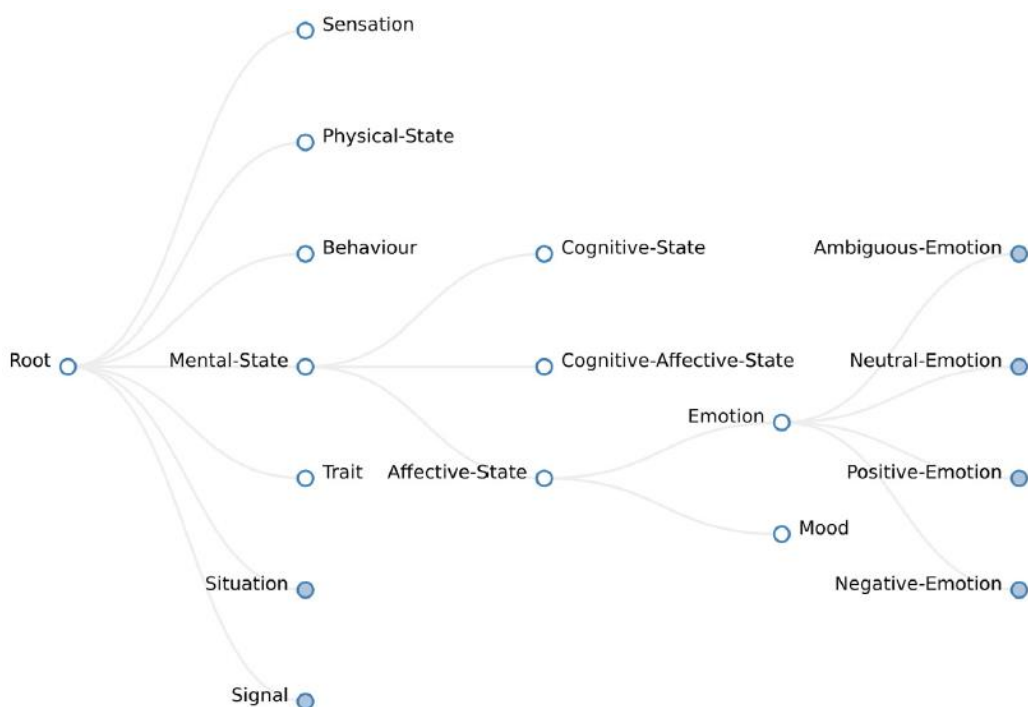 Sensation
Physical-State
Behaviour
Cognitive-State
Ambiguous-Emotion
Root
Mental-State
Cognitive-Affective-State
Neutral-Emotion
Emotion
Trait
Affective-State
Positive-Emotion
Mood
Situation
Negative-Emotion
Signal